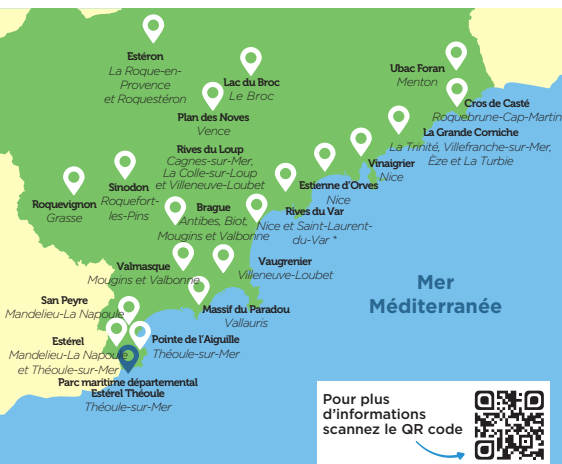 Estéron
La Roque-en-
Provence
et Roquestéron
Lac du Broc
Le Broc
Ubac Foran
Menton
Plan des Noves
Vence
Cros de Casté
Roquebrune-Cap-Martin
La Grande Corniche
La Trinité, Villefranche-sur-Mer,
Èze et La Turbie
Rives du Loup
Cagnes-sur-Mer,
La Colle-sur-Loup
et Villeneuve-Loubet
Vinaigrier
Nice
Sinodon
Roquefort-
les-Pins
Estienne d'Orves
Nice
Roquevignon
Grasse
Brague
Antibes, Biot,
Mougins et Valbonne
Rives du Var
Nice et Saint-Laurent-
du-Var *
Valmasque
Mougins et Valbonne
Vaugrenier
Villeneuve-Loubet
Mer
Méditerranée
San Peyre
Mandelieu-La Napoule
Massif du Paradou
Vallauris
Estérel
Mandelieu-La Napoule
et Théoule-sur-Mer
Pointe de l'Aiguille
Théoule-sur-Mer
Parc maritime départemental
Estérel Théoule
Théoule-sur-Mer
Pour plus
d'informations
scannez le QR code